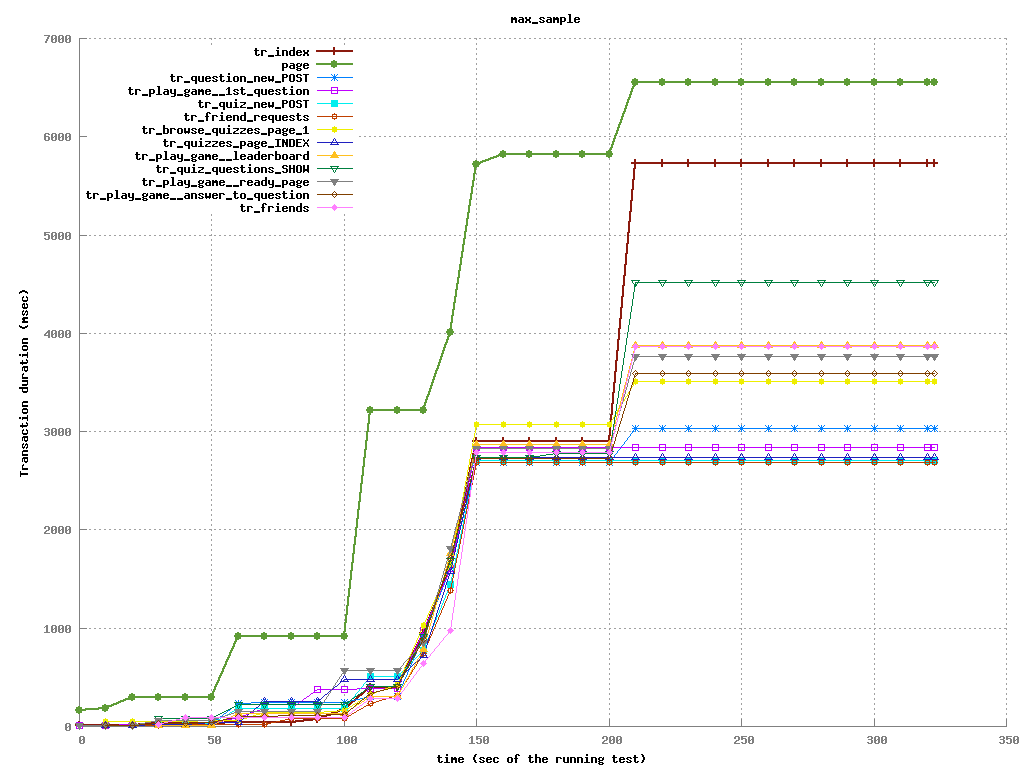 max_sample
7000
6000
5000
4000
3000
2000
1000
0
tr_index
page
tr_question_new_POST
tr_play_game__1st_question
tr_quiz_new_POST
tr_friend_requests
tr_browse_quizzes_page_1
tr_quizzes_page_INDEX
tr_play_game__leaderboard
tr_quiz_questions_SHOW
tr_play_game__ready_page
tr_play_game__answer_to_question
tr_friends
Transaction duration (msec)
0 50 100 150 200 250 300 350
time (sec of the running test)